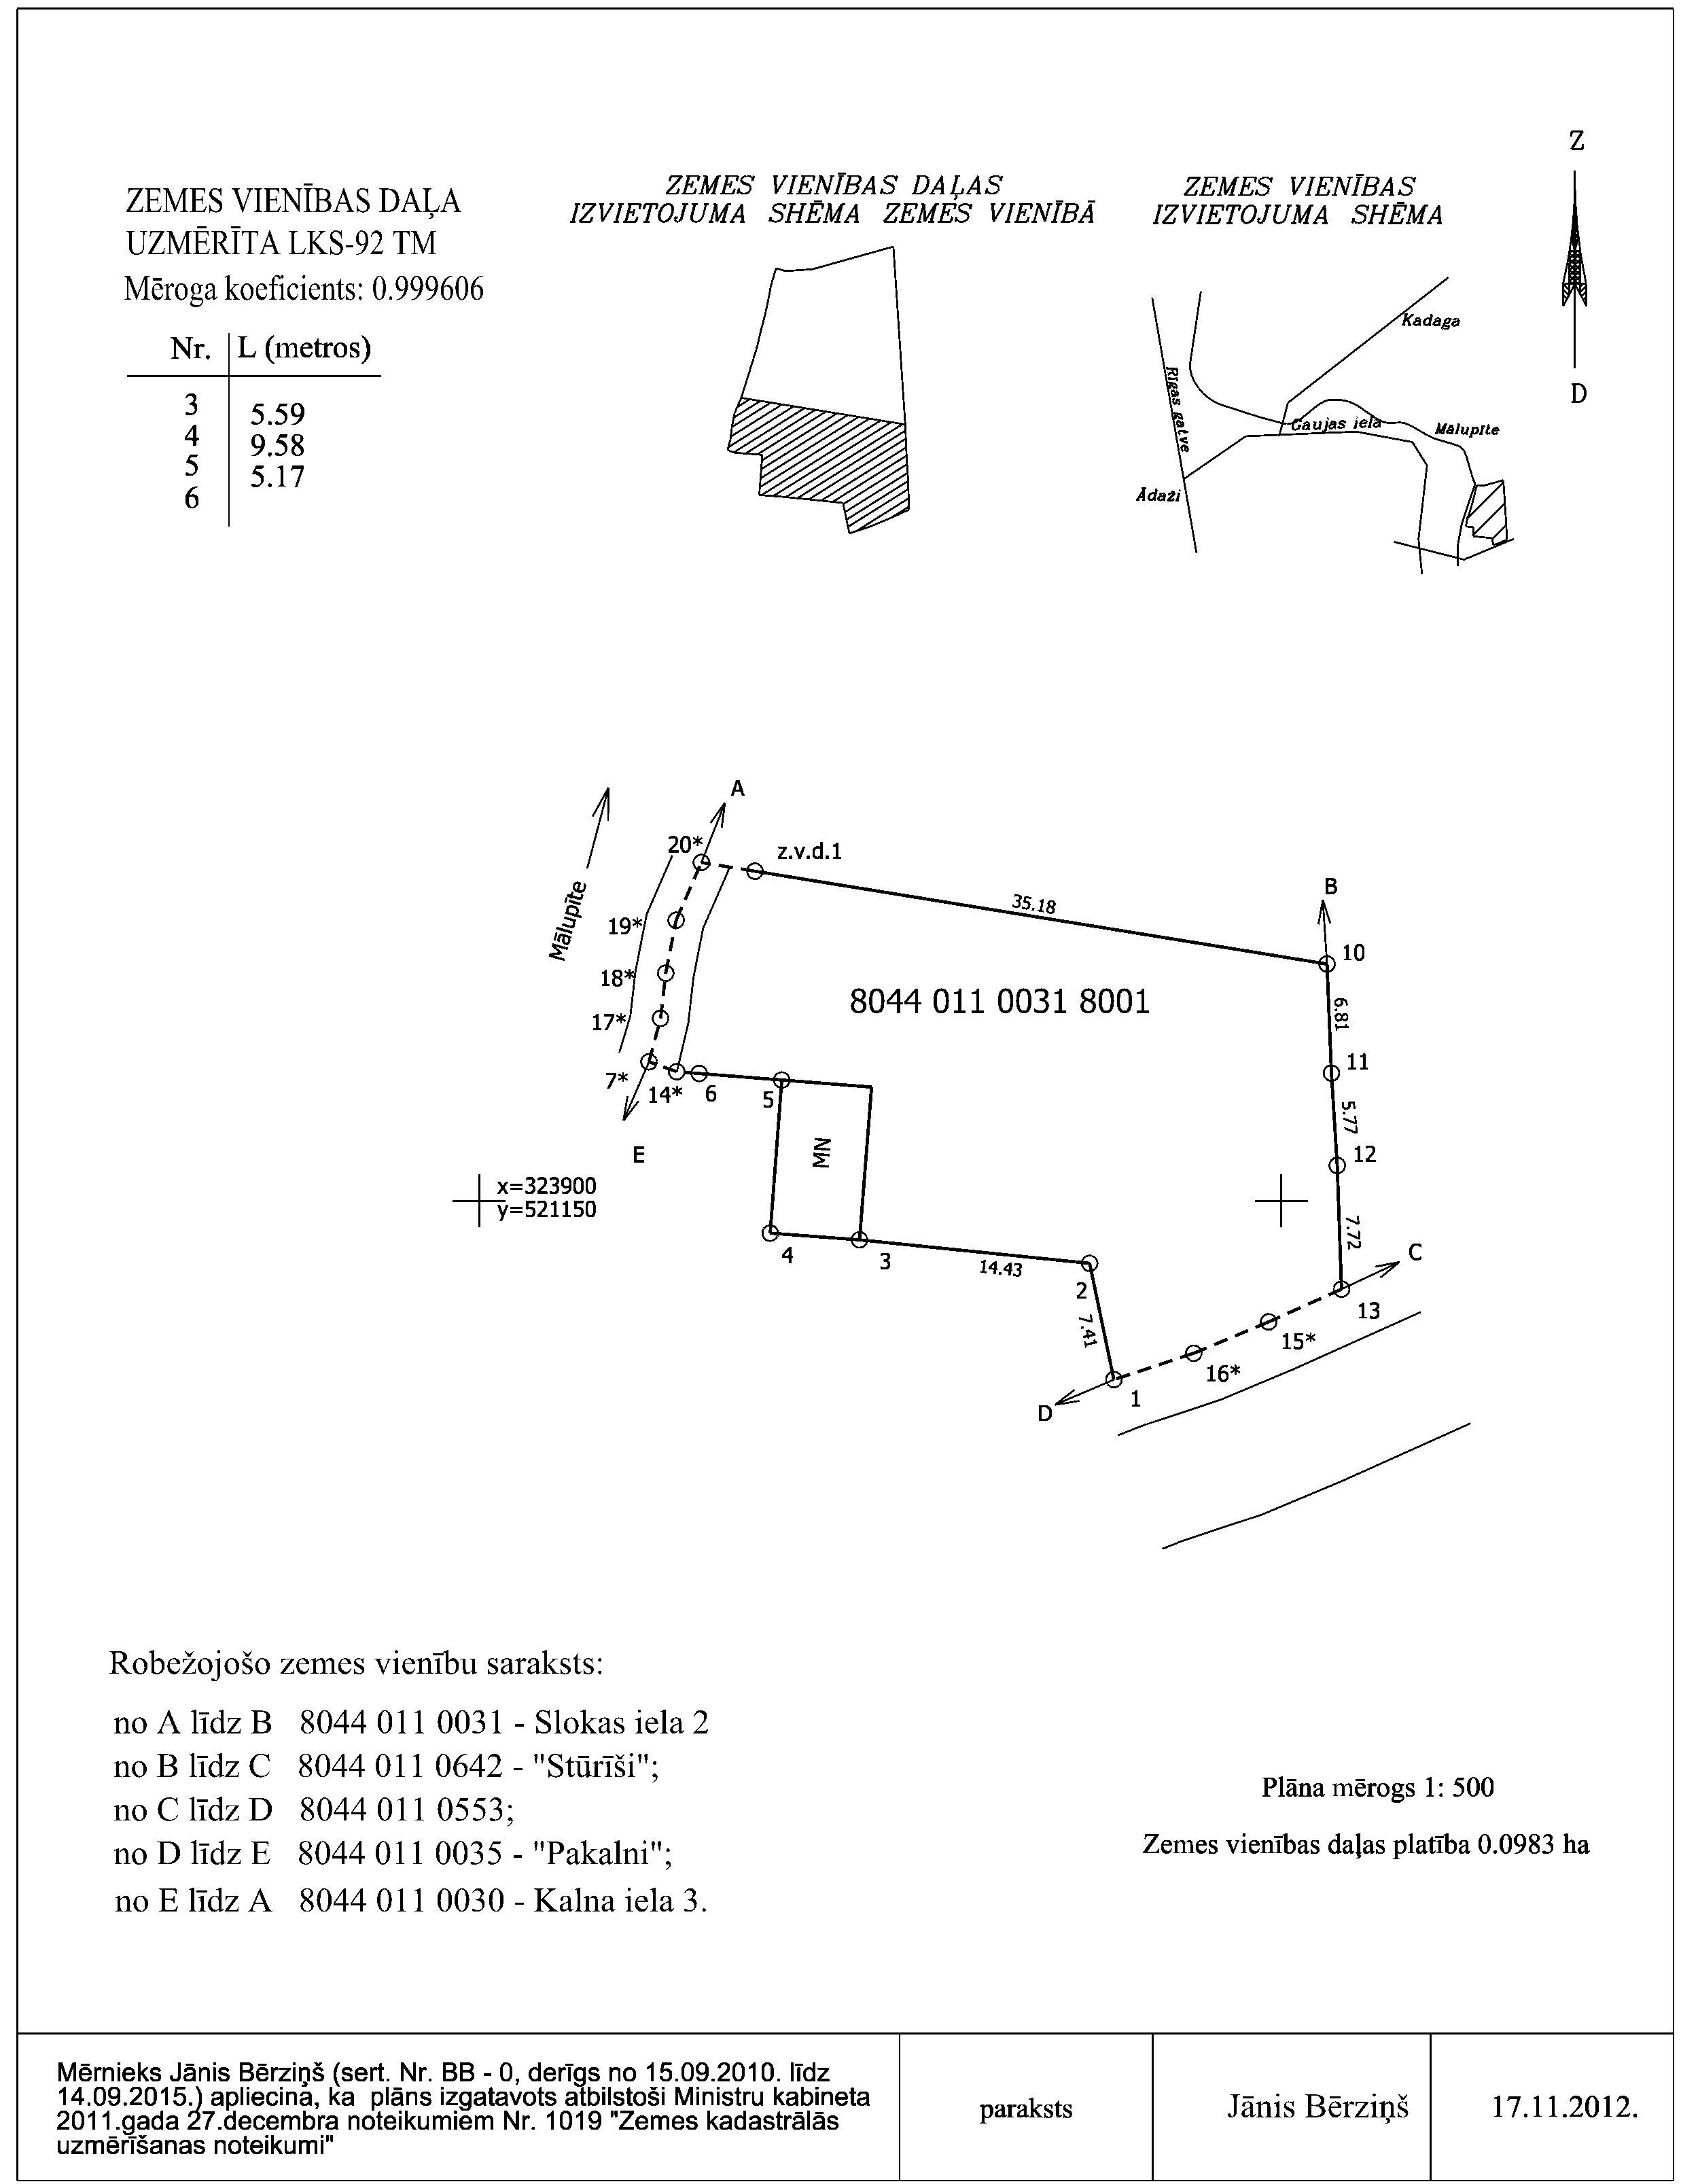 Z
ZEMES VIENĪBAS DAĻA
UZMĒRĪTA LKS-92 TM
Mēroga koeficients: 0.999606
Nr. L (metros)
3
5.59
4
9.58
5
5.17
6
ZEMES VIENĪBAS DAĻAS
IZVIETOJUMA SHĒMA ZEMES VIENĪBĀ
ZEMES VIENĪBAS
IZVIETOJUMA SHĒMA
Kadaga
Rīgas gatve
Gaujas iela
Mālupīte
Ādaži
D
A
20*
z.v.d.1
35.18
B
Mālupīte
19*
10
18*
8044 011 0031 8001
6.81
17*
11
7*
14*
6
5
5.77
E
MN
12
x=323900
y=521150
7.72
4
3
14.43
2
C
7.41
13
15*
16*
1
D
Robežojošo zemes vienību saraksts:
no A līdz B 8044 011 0031 - Slokas iela 2
no B līdz C 8044 011 0642 - "Stūrīši";
no C līdz D 8044 011 0553;
no D līdz E 8044 011 0035 - "Pakalni";
no E līdz A 8044 011 0030 - Kalna iela 3.
Plāna mērogs 1: 500
Zemes vienības daļas platība 0.0983 ha
Mērnieks Jānis Bērziņš (sert. Nr. BB - 0, derīgs no 15.09.2010. līdz
14.09.2015.) apliecina, ka plāns izgatavots atbilstoši Ministru kabineta
2011.gada 27.decembra noteikumiem Nr. 1019 "Zemes kadastrālās
uzmērīšanas noteikumi"
paraksts
Jānis Bērziņš
17.11.2012.